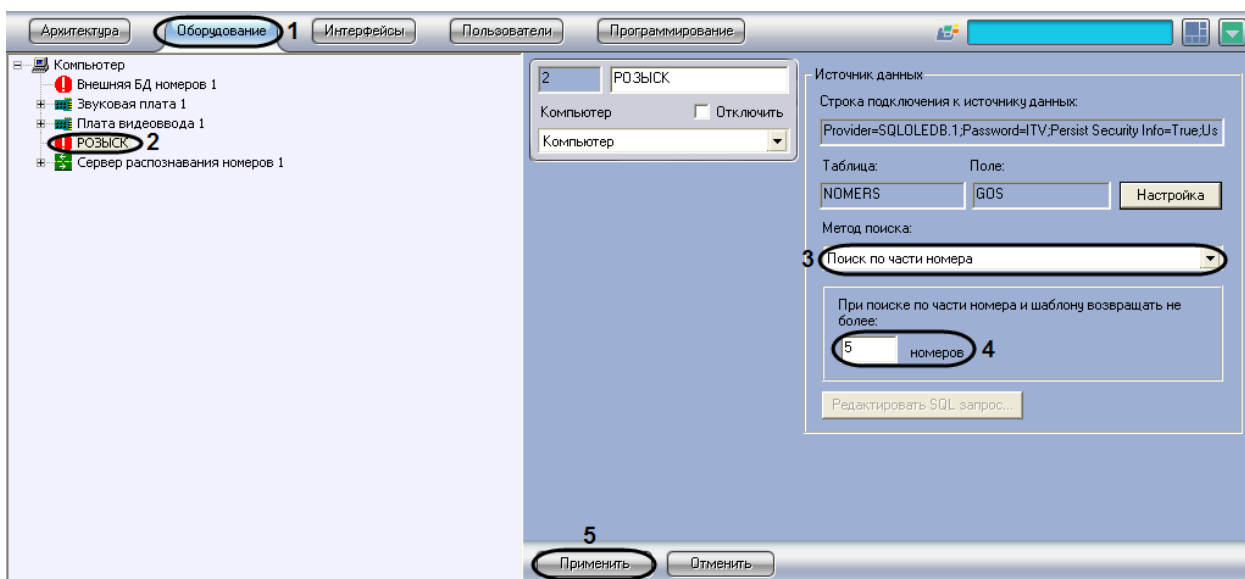 Архитектура Оборудование 1 Интерфейсы Пользователи Программирование
Компьютер
Внешняя БД номеров 1
Звуковая плата 1
Плата видеоввода 1
РОЗЫСК 2
Сервер распознавания номеров 1
2 РОЗЫСК
Компьютер Отключить
Компьютер
Источник данных
Строка подключения к источнику данных:
Provider=SQLOLEDB.1;Password=ITV;Persist Security Info=True;Us
Таблица: Поле:
NOMERS GOS Настройка
Метод поиска:
3 Поиск по части номера
При поиске по части номера и шаблону возвращать не
более:
5 номеров 4
Редактировать SQL запрос...
5
Применить Отменить